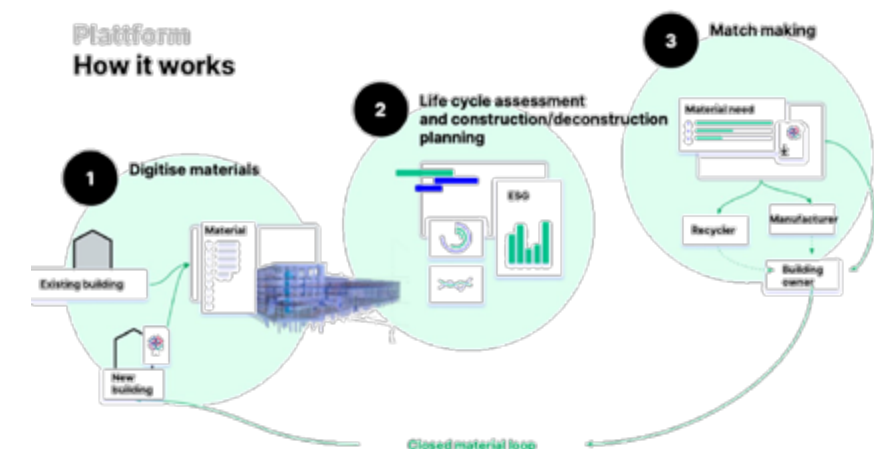 Plattform
How it works
1
Digitise materials
Existing building
New
building
Material
2
Life cycle assessment
and construction/deconstruction
planning
ESG
3
Match making
Material need
Recycler
Manufacturer
Building
owner
Closed material loop